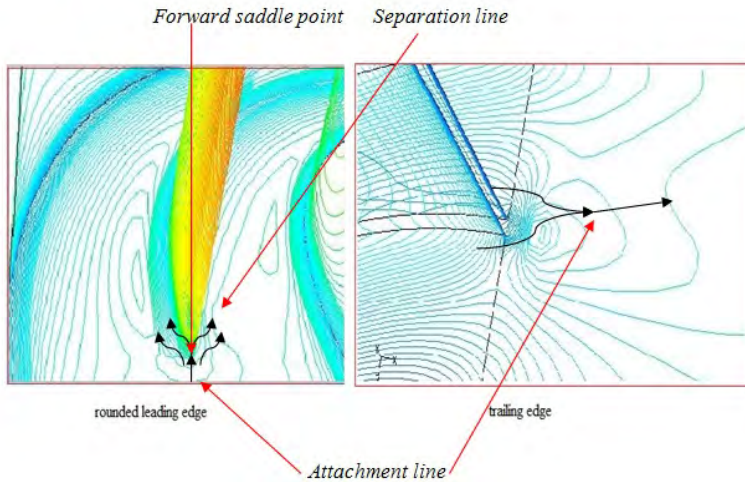 Forward saddle point
Separation line
rounded leading edge
trailing edge
Attachment line